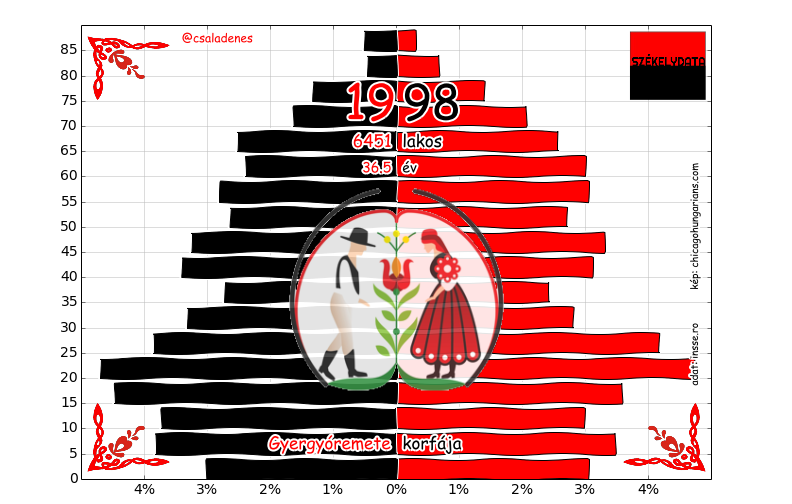 @csaladenes
SZÉKELYDATA
1998
6451 lakos
36.5 év
Gyergyóremete korfája
kép: chicagohungarians.com
adat: insse.ro
85
80
75
70
65
60
55
50
45
40
35
30
25
20
15
10
5
0
4% 3% 2% 1% 0% 1% 2% 3% 4%